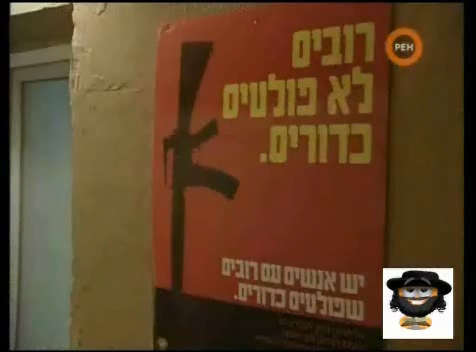 רובים
לא פולטים
כדורים.
РЕН
יש אנשים עם רובים
שפולטים כדורים.